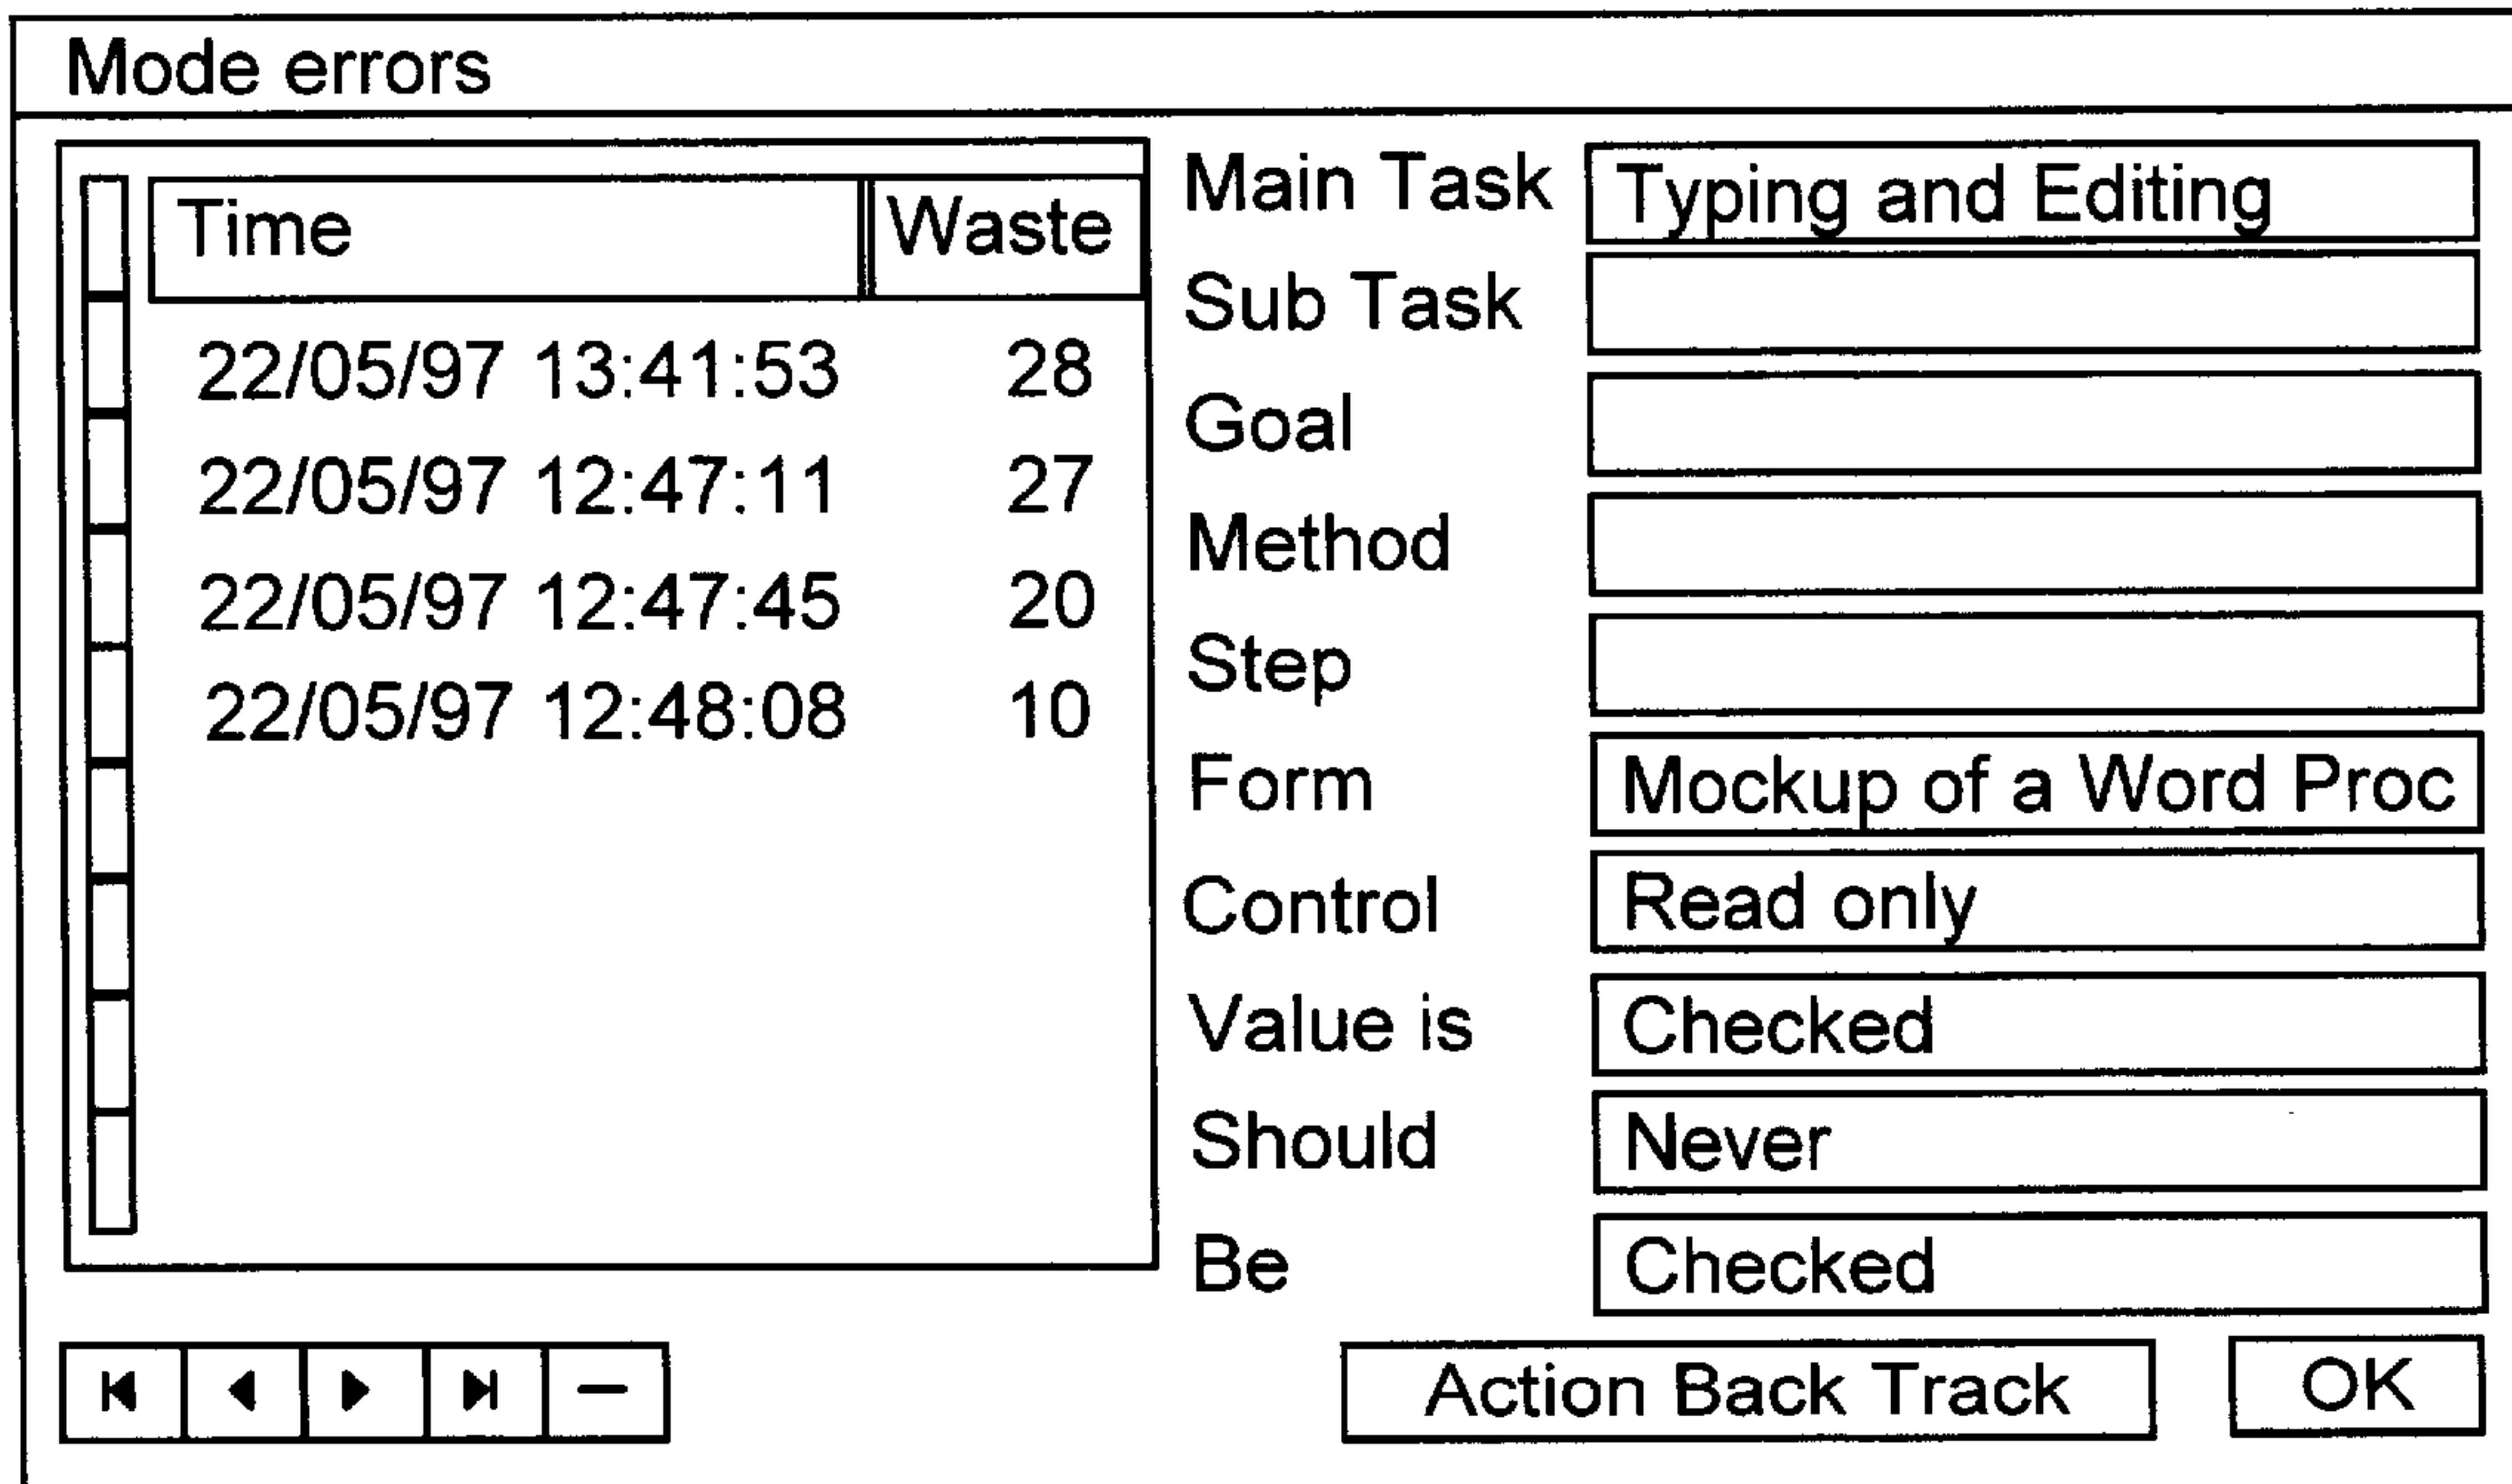 Mode errors
Time Waste
22/05/97 13:41:53 28
22/05/97 12:47:11 27
22/05/97 12:47:45 20
22/05/97 12:48:08 10
Main Task Typing and Editing
Sub Task
Goal
Method
Step
Form Mockup of a Word Proc
Control Read only
Value is Checked
Should Never
Be Checked
Action Back Track OK